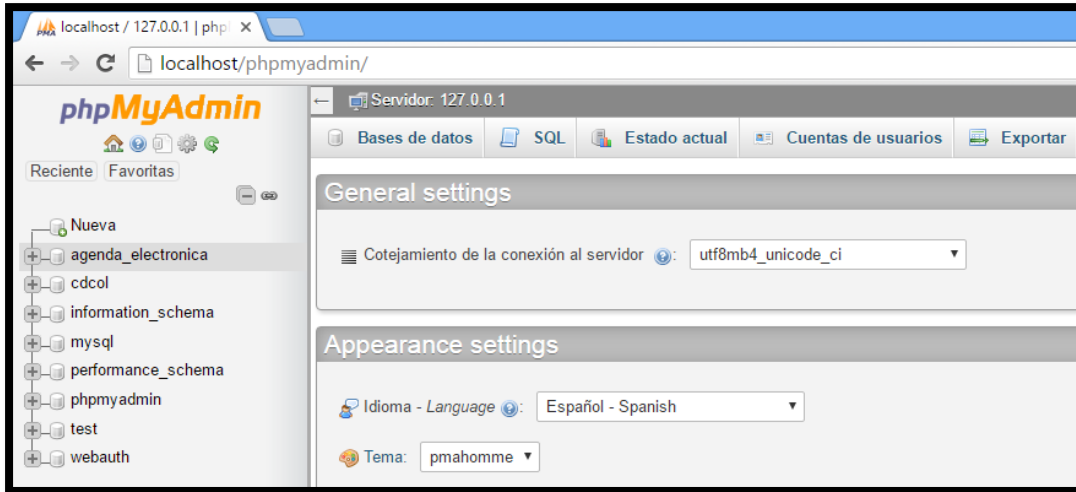 localhost / 127.0.0.1 | php
localhost/phpmyadmin/
phpMyAdmin
Reciente Favoritas
Nueva
agenda_electronica
cdcol
information_schema
mysql
performance_schema
phpmyadmin
test
webauth
Servidor: 127.0.0.1
Bases de datos SQL Estado actual Cuentas de usuarios Exportar
General settings
Cotejamiento de la conexión al servidor : utf8mb4_unicode_ci
Appearance settings
Idioma - Language : Español - Spanish
Tema: pmahomme